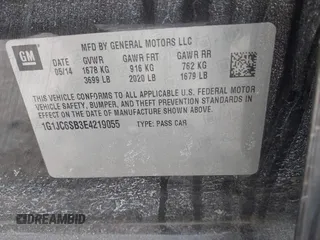 GM
MFD BY GENERAL MOTORS LLC
DATE GVWR GAWR FRT GAWR RR
05/14 1678 KG 916 KG 762 KG
3699 LB 2020 LB 1679 LB
THIS VEHICLE CONFORMS TO ALL APPLICABLE U.S. FEDERAL MOTOR
VEHICLE SAFETY, BUMPER, AND THEFT PREVENTION STANDARDS IN
EFFECT ON THE DATE OF MANUFACTURE SHOWN ABOVE.
1G1JC6SB3E4219055 TYPE: PASS CAR
DREAMBID